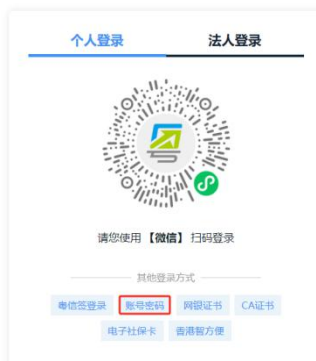 个人登录 法人登录
请您使用【微信】扫码登录
其他登录方式
粤信签登录 账号密码 网银证书 CA证书
电子社保卡 香港智方便